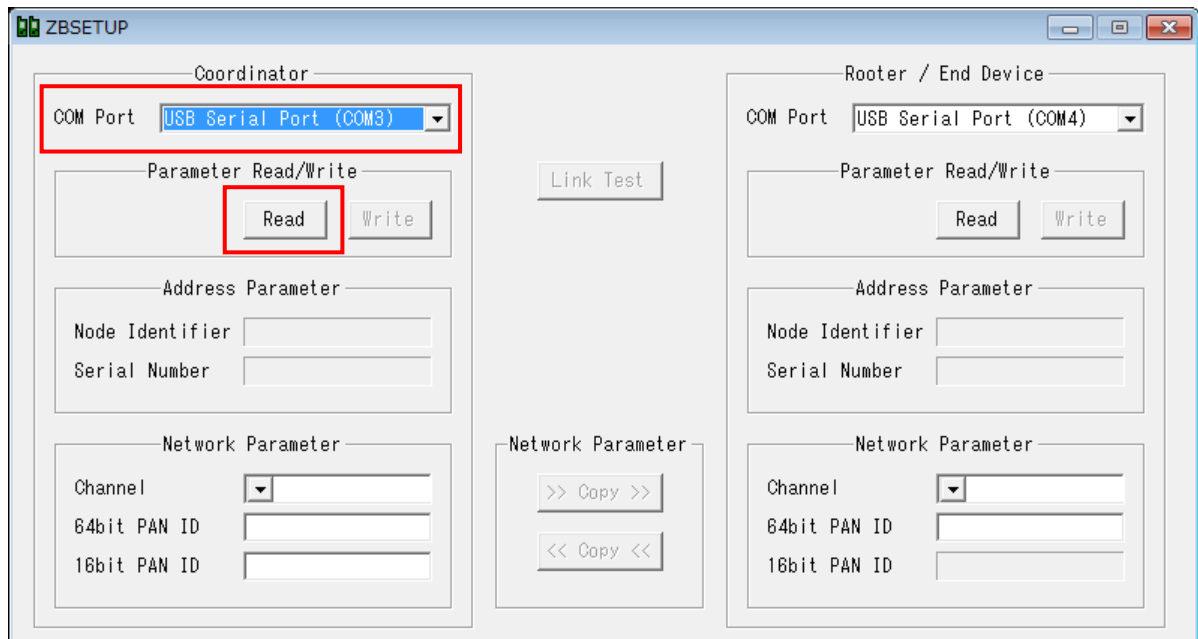 ZBSETUP
Coordinator
COM Port USB Serial Port (COM3)
Parameter Read/Write
Read Write
Address Parameter
Node Identifier
Serial Number
Network Parameter
Channel
64bit PAN ID
16bit PAN ID
Link Test
Network Parameter
>> Copy >>
<< Copy <<
Rooter / End Device
COM Port USB Serial Port (COM4)
Parameter Read/Write
Read Write
Address Parameter
Node Identifier
Serial Number
Network Parameter
Channel
64bit PAN ID
16bit PAN ID